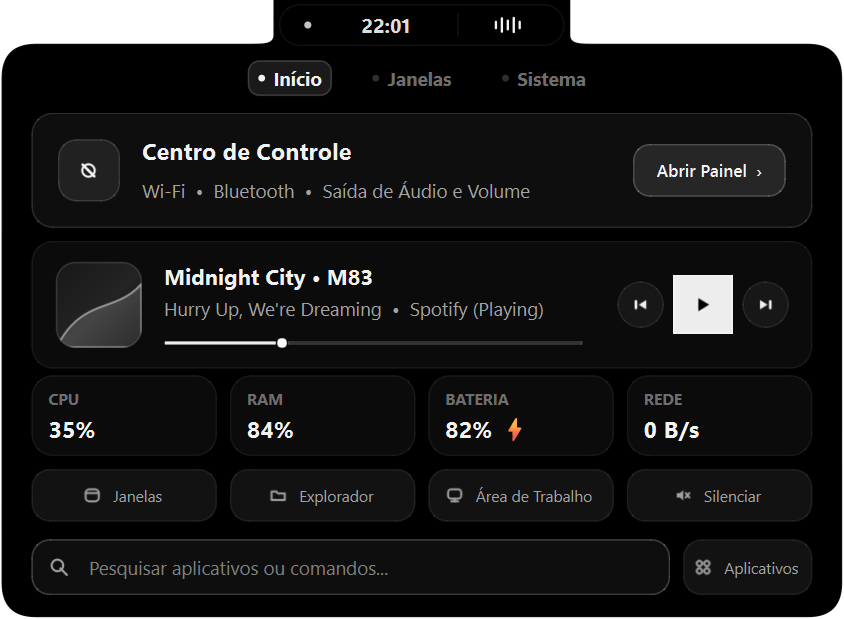 22:01
Início Janelas Sistema
Centro de Controle
Wi-Fi • Bluetooth • Saída de Áudio e Volume
Abrir Painel ›
Midnight City • M83
Hurry Up, We're Dreaming • Spotify (Playing)
CPU RAM BATERIA REDE
35% 84% 82% 0 B/s
Janelas Explorador Área de Trabalho Silenciar
Pesquisar aplicativos ou comandos... Aplicativos